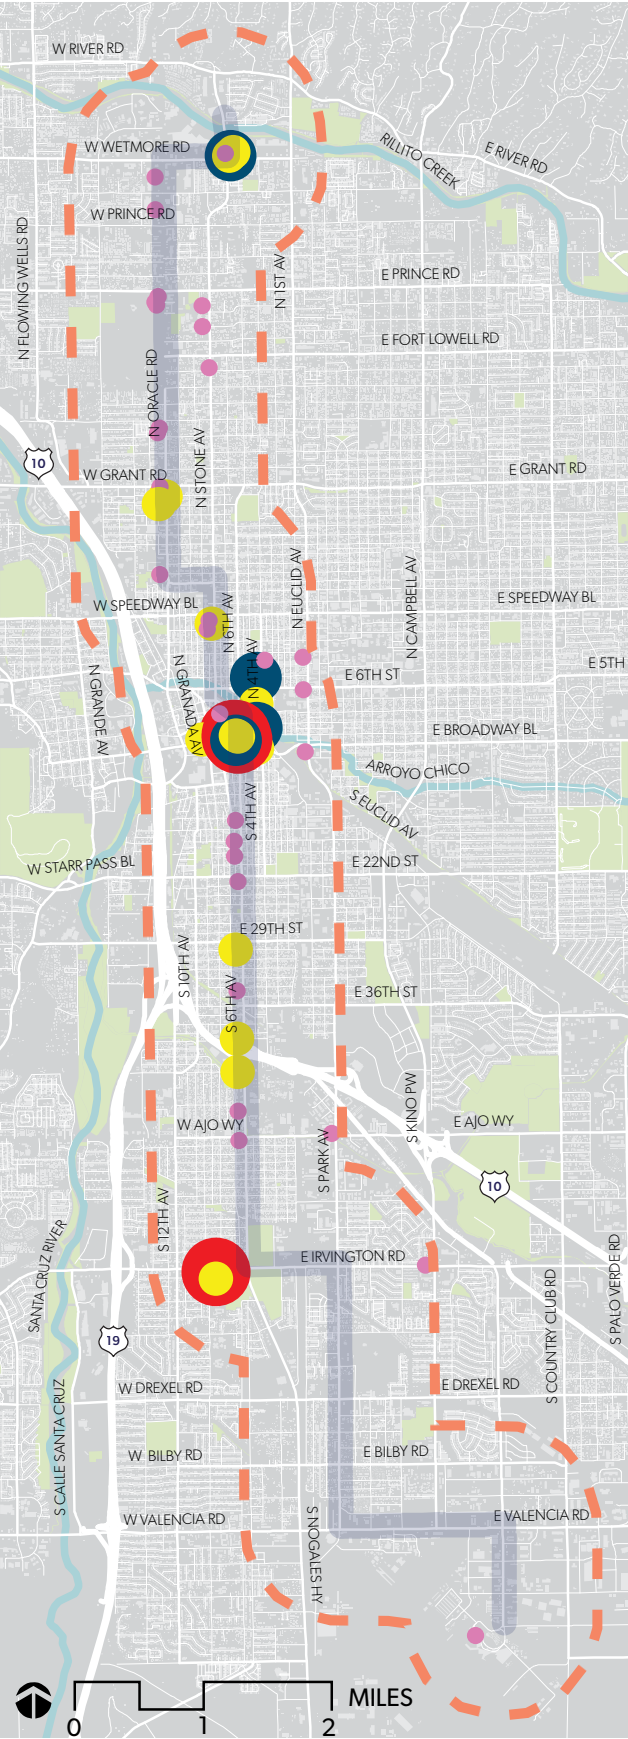 W RIVER RD
W WETMORE RD
RILLITO CREEK
E RIVER RD
W PRINCE RD
N FLOWING WELLS RD
N 1ST AV
E PRINCE RD
E FORT LOWELL RD
N ORACLE RD
N STONE AV
10
W GRANT RD
E GRANT RD
N EUCLID AV
N CAMPBELL AV
W SPEEDWAY BL
N 6TH AV
E SPEEDWAY BL
N 4TH AV
N GRANDE AV
N GRANADA AV
E 6TH ST
E 5TH
E BROADWAY BL
ARROYO CHICO
S 4TH AV
S EUCLID AV
W STARR PASS BL
E 22ND ST
E 29TH ST
S 10TH AV
S 6TH AV
E 36TH ST
W AJO WY
S KINO PW
E AJO WY
S PARK AV
10
S 12TH AV
SANTA CRUZ RIVER
E IRVINGTON RD
S COUNTRY CLUB RD
S PALO VERDE RD
19
W DREXEL RD
E DREXEL RD
S CALLE SANTA CRUZ
W BILBY RD
E BILBY RD
W VALENCIA RD
S NOGALES HY
E VALENCIA RD
MILES
0
1
2